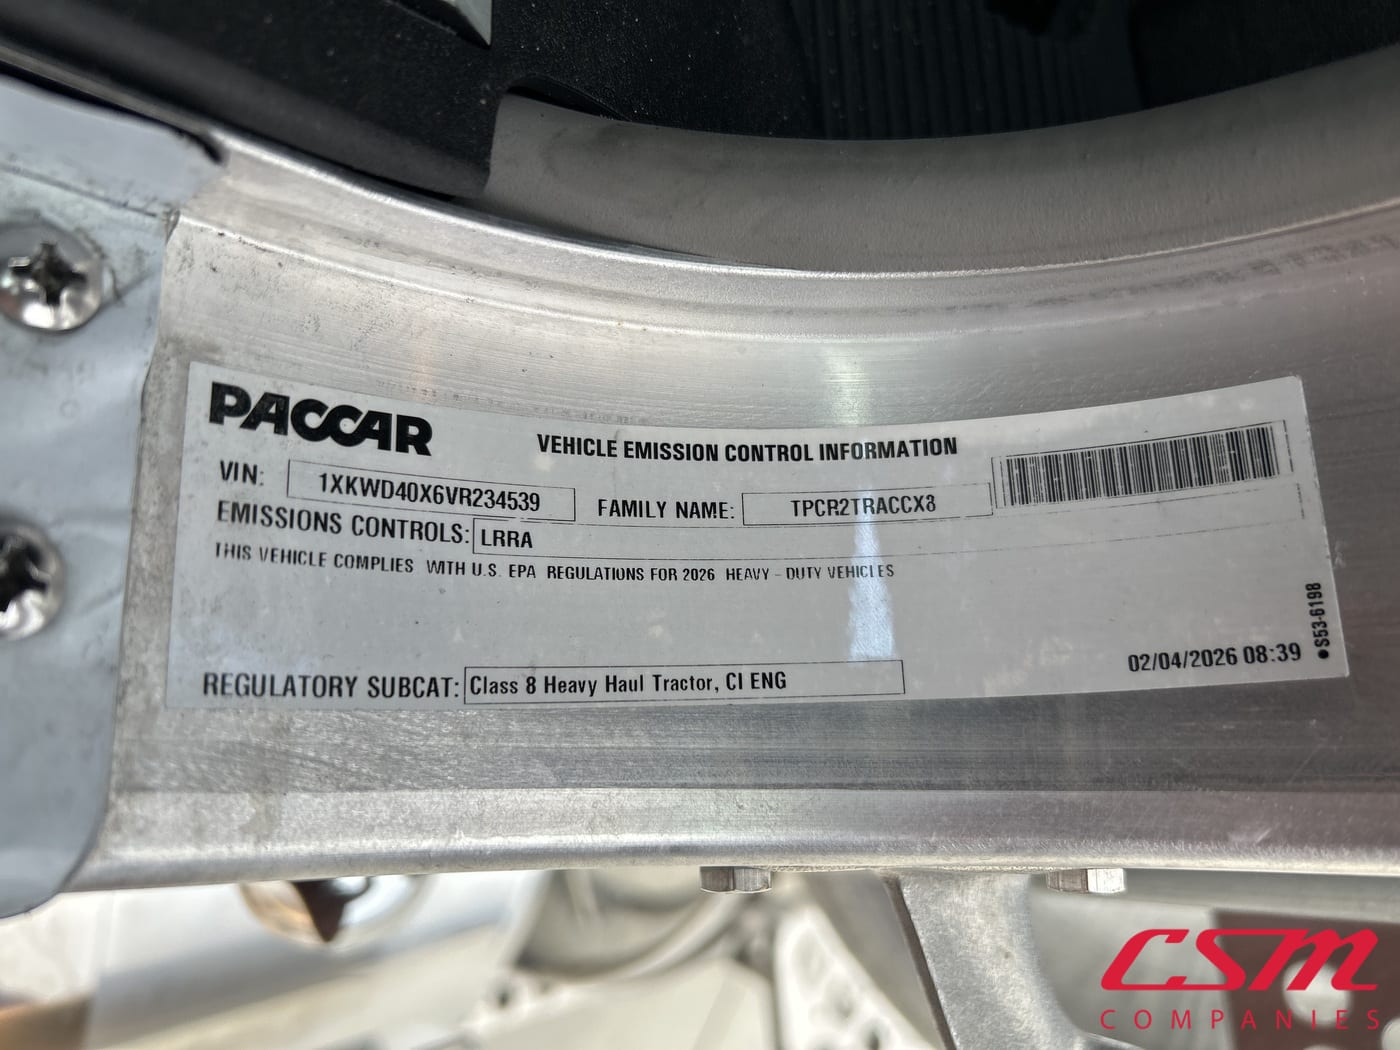 PACCAR
VEHICLE EMISSION CONTROL INFORMATION
VIN: 1XKWD40X6VR234539 FAMILY NAME: TPCR2TRACCX8
EMISSIONS CONTROLS: LRRA
THIS VEHICLE COMPLIES WITH U.S. EPA REGULATIONS FOR 2026 HEAVY - DUTY VEHICLES
REGULATORY SUBCAT: Class 8 Heavy Haul Tractor, CI ENG
02/04/2026 08:39
●S53-6198
CSM
COMPANIES